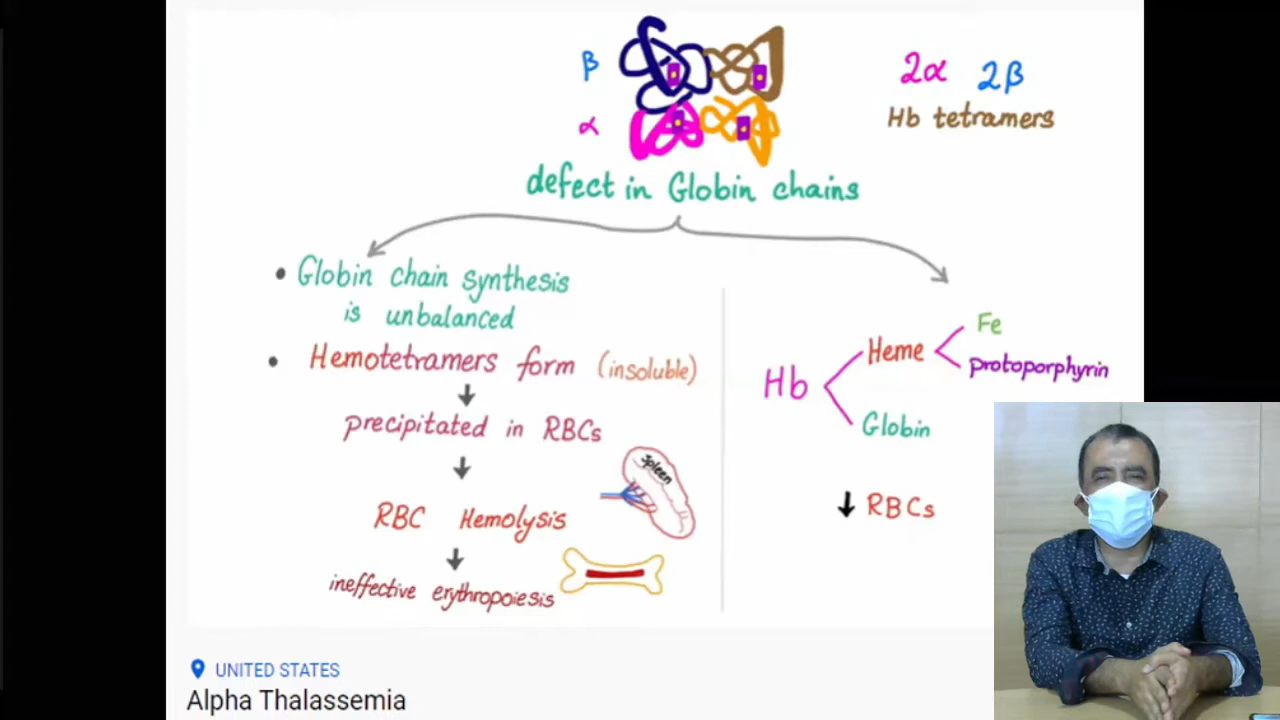 β
α
2α 2β
Hb tetramers
defect in Globin chains
• Globin chain synthesis
is unbalanced
• Hemotetramers form (insoluble)
precipitated in RBCs
RBC Hemolysis
ineffective erythropoiesis
Spleen
Hb
Heme
Fe
protoporphyrin
Globin
↓ RBCs
UNITED STATES
Alpha Thalassemia